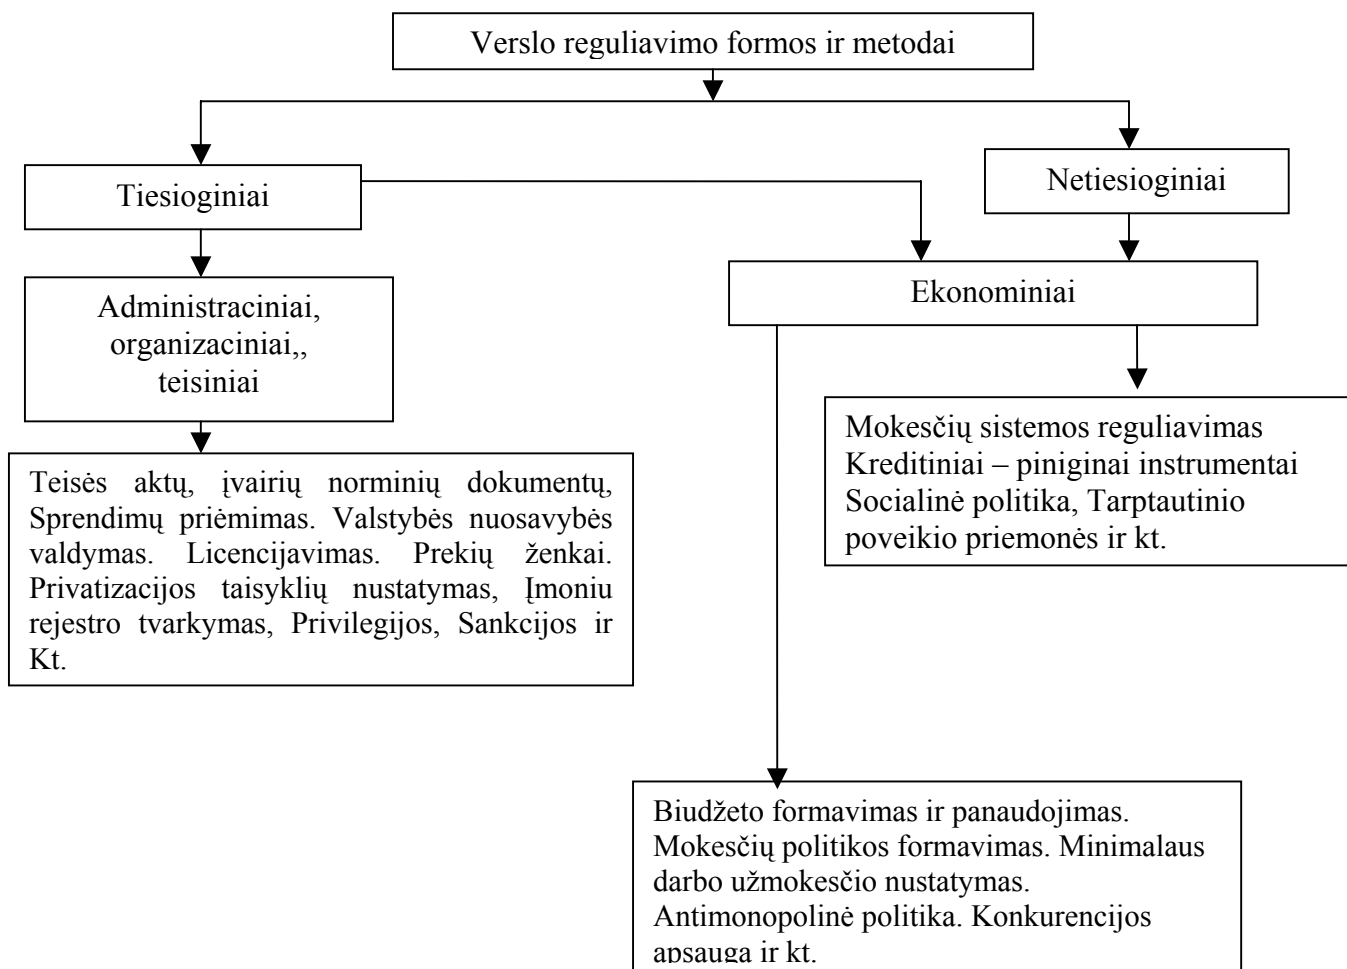 Verslo reguliavimo formos ir metodai
Tiesioginiai
Netiesioginiai
Administraciniai,
organizaciniai,,
teisiniai
Ekonominiai
Teisės aktų, įvairių norminių dokumentų,
Sprendimų priėmimas. Valstybės nuosavybės
valdymas. Licencijavimas. Prekių ženkai.
Privatizacijos taisyklių nustatymas, Įmoniu
rejestro tvarkymas, Privilegijos, Sankcijos ir
Kt.
Mokesčių sistemos reguliavimas
Kreditiniai – piniginai instrumentai
Socialinė politika, Tarptautinio
poveikio priemonės ir kt.
Biudžeto formavimas ir panaudojimas.
Mokesčių politikos formavimas. Minimalaus
darbo užmokesčio nustatymas.
Antimonopolinė politika. Konkurencijos
apsauga ir kt.